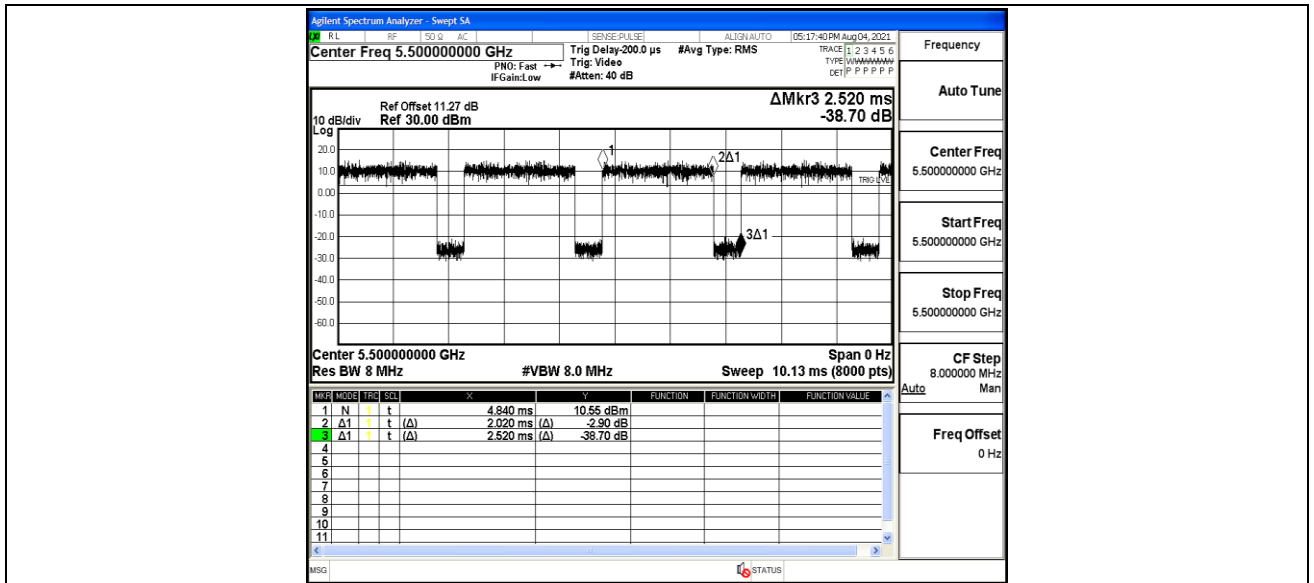 Agilent Spectrum Analyzer - Swept SA
RL RF 50 Ω AC SENSE:PULSE ALIGN AUTO 05:17:40 PM Aug 04, 2021
Center Freq 5.500000000 GHz
PNO: Fast
IFGain:Low
Trig Delay-200.0 µs
Trig: Video
#Atten: 40 dB
#Avg Type: RMS
TRACE 1 2 3 4 5 6
TYPE
DET P P P P P P
Ref Offset 11.27 dB
Ref 30.00 dBm
ΔMkr3 2.520 ms
-38.70 dB
10 dB/div
Log
20.0
10.0
0.00
-10.0
-20.0
-30.0
-40.0
-50.0
-60.0
1
2Δ1
3Δ1
Center 5.500000000 GHz Span 0 Hz
Res BW 8 MHz #VBW 8.0 MHz Sweep 10.13 ms (8000 pts)
MKR MODE TRC SCL X Y FUNCTION FUNCTION WIDTH FUNCTION VALUE
1 N 1 t 4.840 ms 10.55 dBm
2 Δ1 1 t (Δ) 2.020 ms (Δ) -2.90 dB
3 Δ1 1 t (Δ) 2.520 ms (Δ) -38.70 dB
4
5
6
7
8
9
10
11
MSG STATUS
Frequency
Auto Tune
Center Freq
5.500000000 GHz
Start Freq
5.500000000 GHz
Stop Freq
5.500000000 GHz
CF Step
8.000000 MHz
Auto Man
Freq Offset
0 Hz